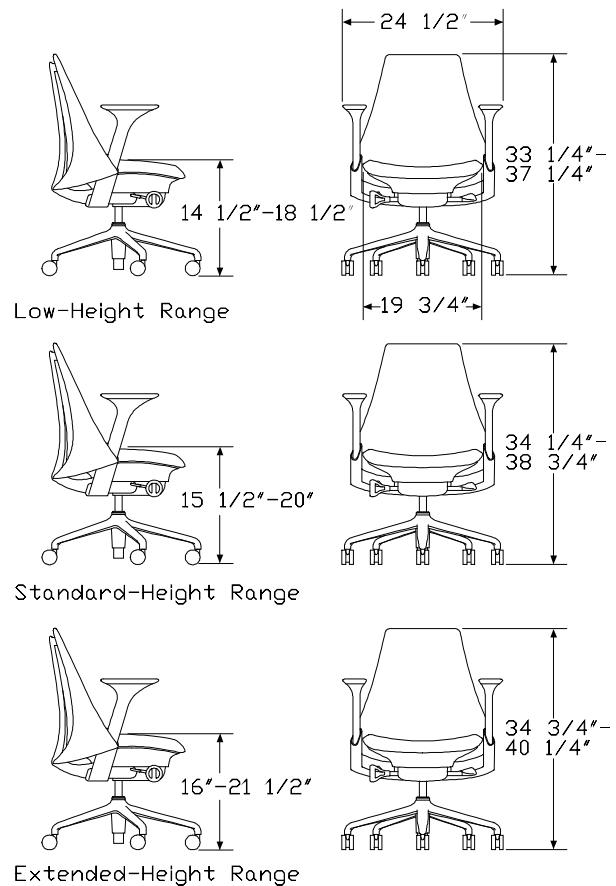 24 1/2"
33 1/4"-
37 1/4"
14 1/2"-18 1/2"
19 3/4"
Low-Height Range
34 1/4"-
38 3/4"
15 1/2"-20"
Standard-Height Range
34 3/4"-
40 1/4"
16"-21 1/2"
Extended-Height Range